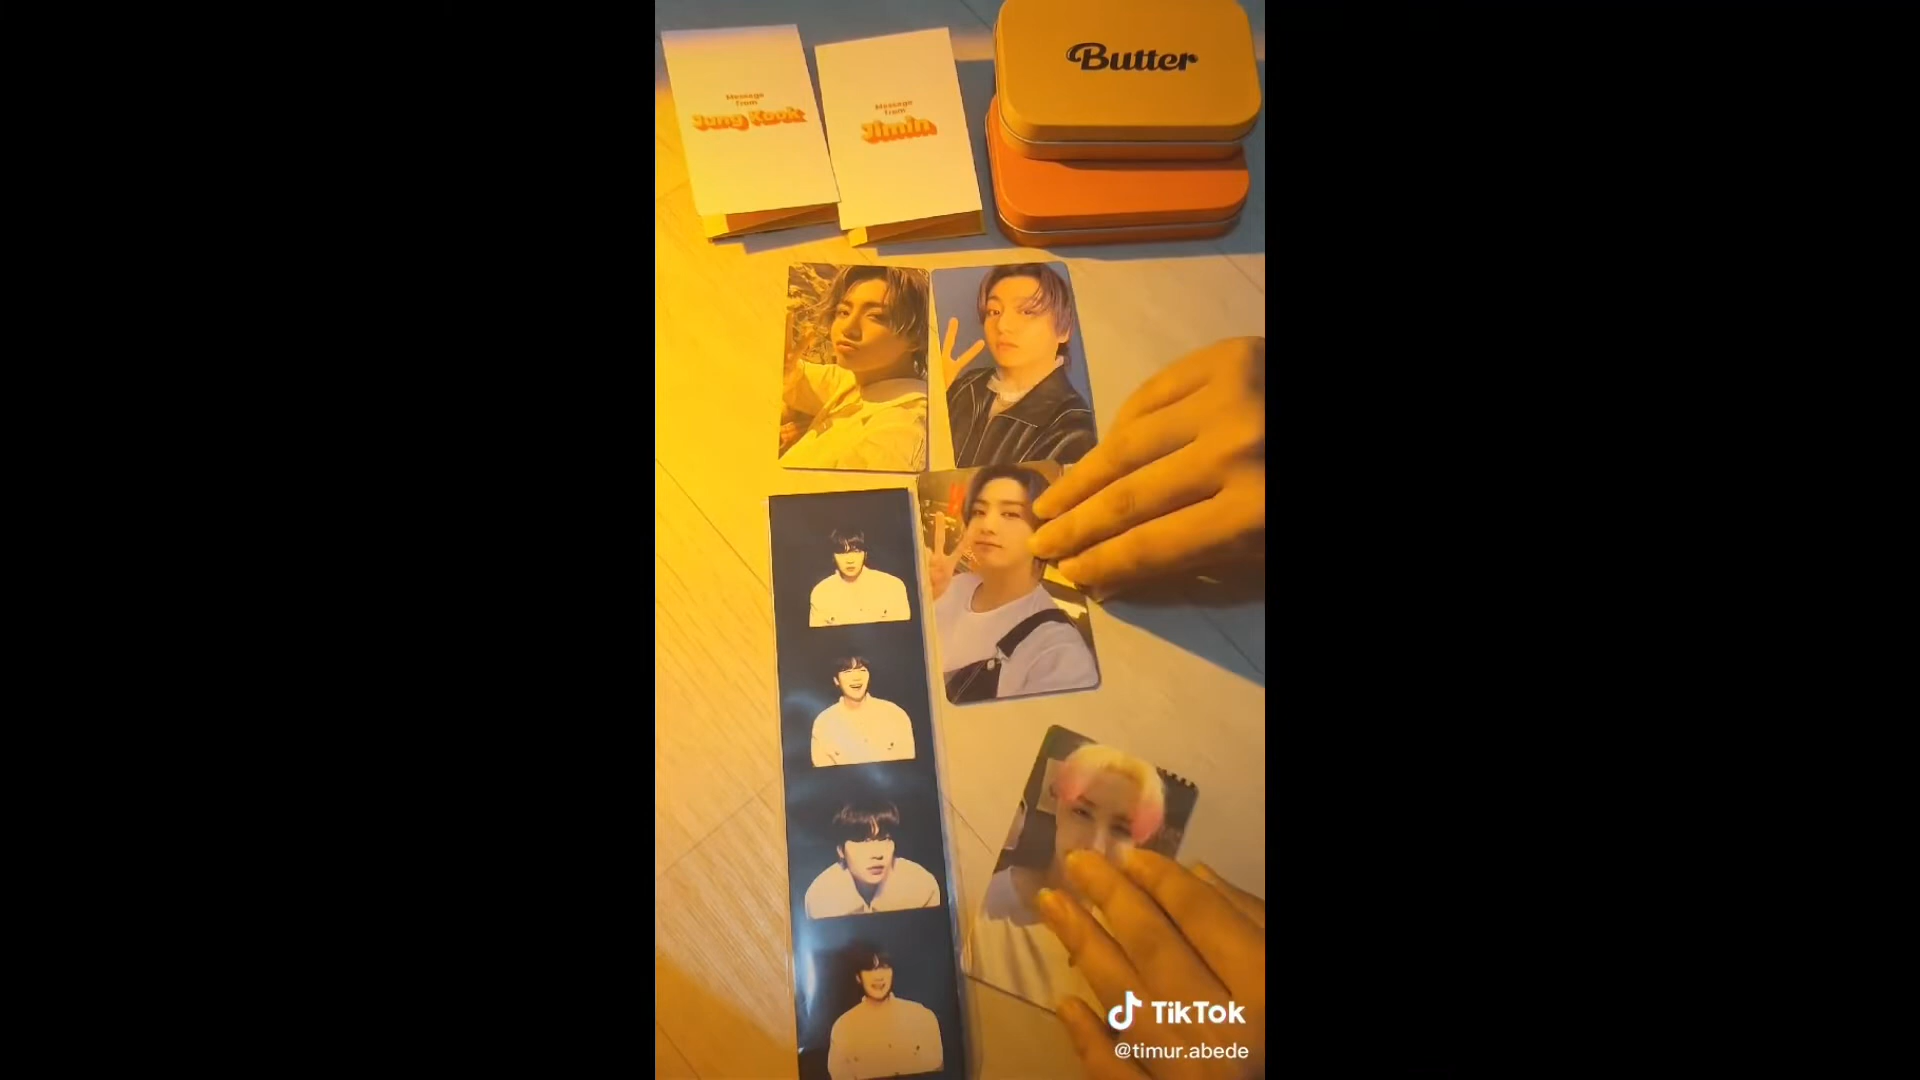 Message
from
Jung Kook
Message
from
Jimin
Butter
TikTok
@timur.abede